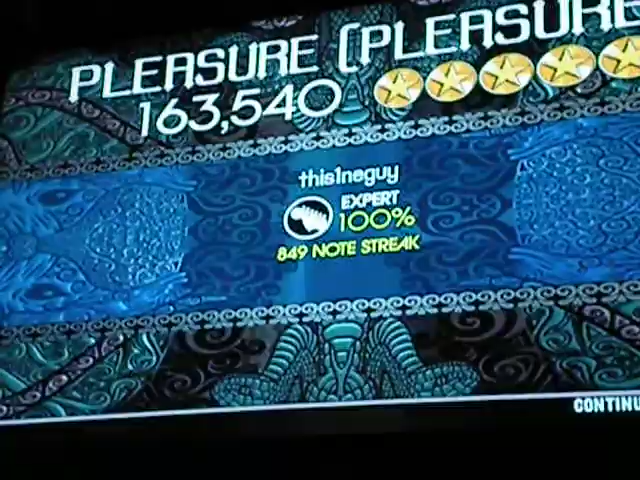 PLEASURE (PLEASURE
163,540
this1neguy
EXPERT
100%
849 NOTE STREAK
CONTINU